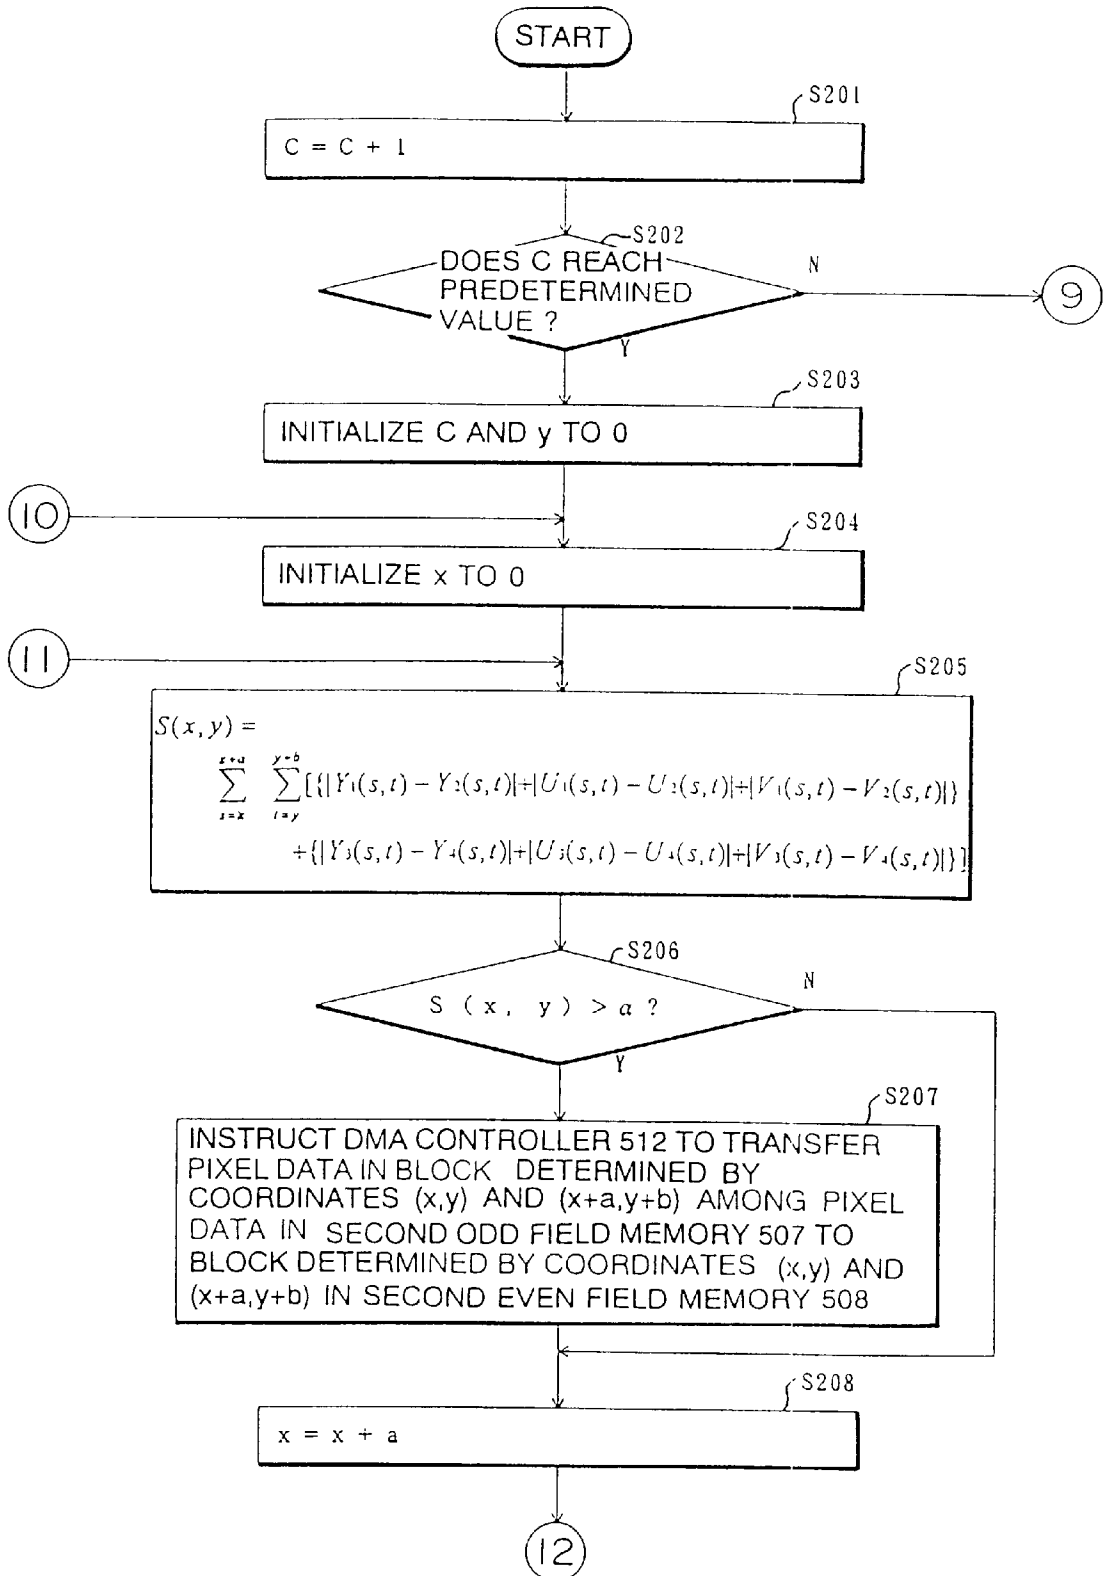 START
S201
C = C + 1
S202
DOES C REACH
PREDETERMINED
VALUE ?
N
9
Y
S203
INITIALIZE C AND y TO 0
10
S204
INITIALIZE x TO 0
11
S205
S(x,y) =
x+a y+b
∑ ∑ [{|Y₁(s,t) − Y₂(s,t)|+|U₁(s,t) − U₂(s,t)|+|V₁(s,t) − V₂(s,t)|}
s=x t=y
+{|Y₃(s,t) − Y₄(s,t)|+|U₃(s,t) − U₄(s,t)|+|V₃(s,t) − V₄(s,t)|}]
S206
S ( x , y ) > α ?
N
Y
S207
INSTRUCT DMA CONTROLLER 512 TO TRANSFER
PIXEL DATA IN BLOCK DETERMINED BY
COORDINATES (x,y) AND (x+a,y+b) AMONG PIXEL
DATA IN SECOND ODD FIELD MEMORY 507 TO
BLOCK DETERMINED BY COORDINATES (x,y) AND
(x+a,y+b) IN SECOND EVEN FIELD MEMORY 508
S208
x = x + a
12